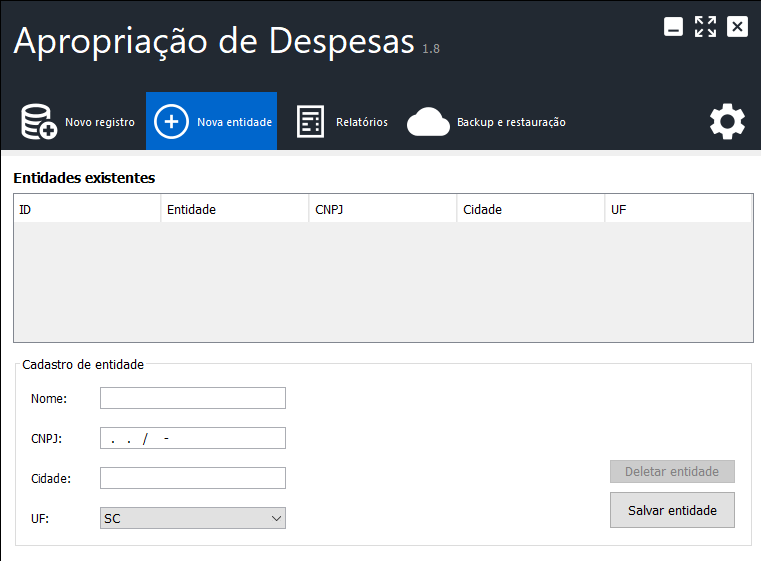 Apropriação de Despesas 1.8
Novo registro Nova entidade Relatórios Backup e restauração
Entidades existentes
ID Entidade CNPJ Cidade UF
Cadastro de entidade
Nome:
CNPJ: . . / -
Cidade:
Deletar entidade
UF: SC
Salvar entidade